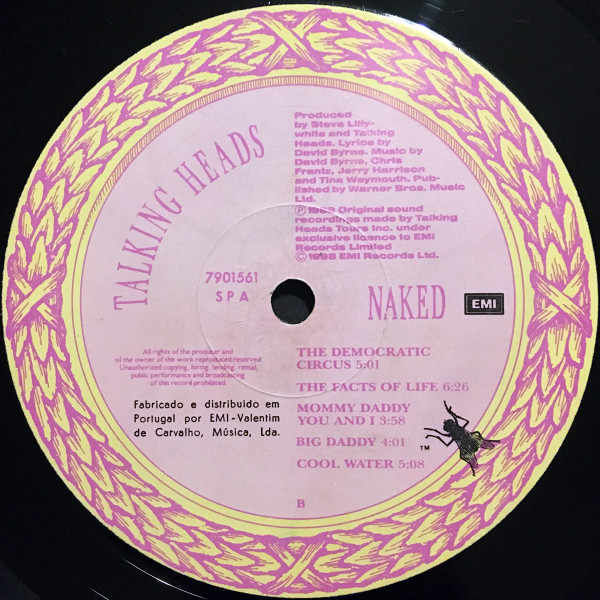 TALKING HEADS
Produced
by Steve Lilly-
white and Talking
Heads. Lyrics by
David Byrne. Music by
David Byrne, Chris
Frantz, Jerry Harrison
and Tina Weymouth. Pub-
lished by Warner Bros. Music
Ltd.
Ⓟ 1988 Original sound
recordings made by Talking
Heads Tours Inc. under
exclusive licence to EMI
Records Limited
© 1988 EMI Records Ltd.
7901561
SPA
NAKED
EMI
All rights of the producer and
of the owner of the work reproduced reserved.
Unauthorized copying, hiring, lending, rental,
public performance and broadcasting
of this record prohibited.
Fabricado e distribuido em
Portugal por EMI-Valentim
de Carvalho, Música, Lda.
THE DEMOCRATIC
CIRCUS 5:01
THE FACTS OF LIFE 6:26
MOMMY DADDY
YOU AND I 3:58
BIG DADDY 4:01
COOL WATER 5:08
TM
B